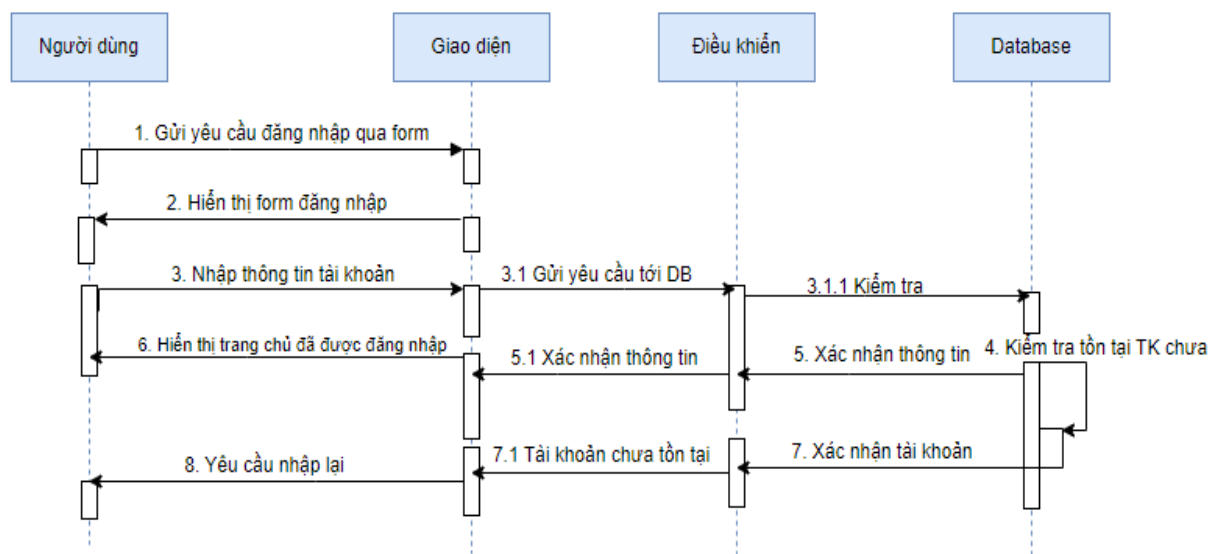 Người dùng
Giao diện
Điều khiển
Database
1. Gửi yêu cầu đăng nhập qua form
2. Hiển thị form đăng nhập
3. Nhập thông tin tài khoản
3.1 Gửi yêu cầu tới DB
3.1.1 Kiểm tra
4. Kiểm tra tồn tại TK chưa
5. Xác nhận thông tin
5.1 Xác nhận thông tin
6. Hiển thị trang chủ đã được đăng nhập
7. Xác nhận tài khoản
7.1 Tài khoản chưa tồn tại
8. Yêu cầu nhập lại